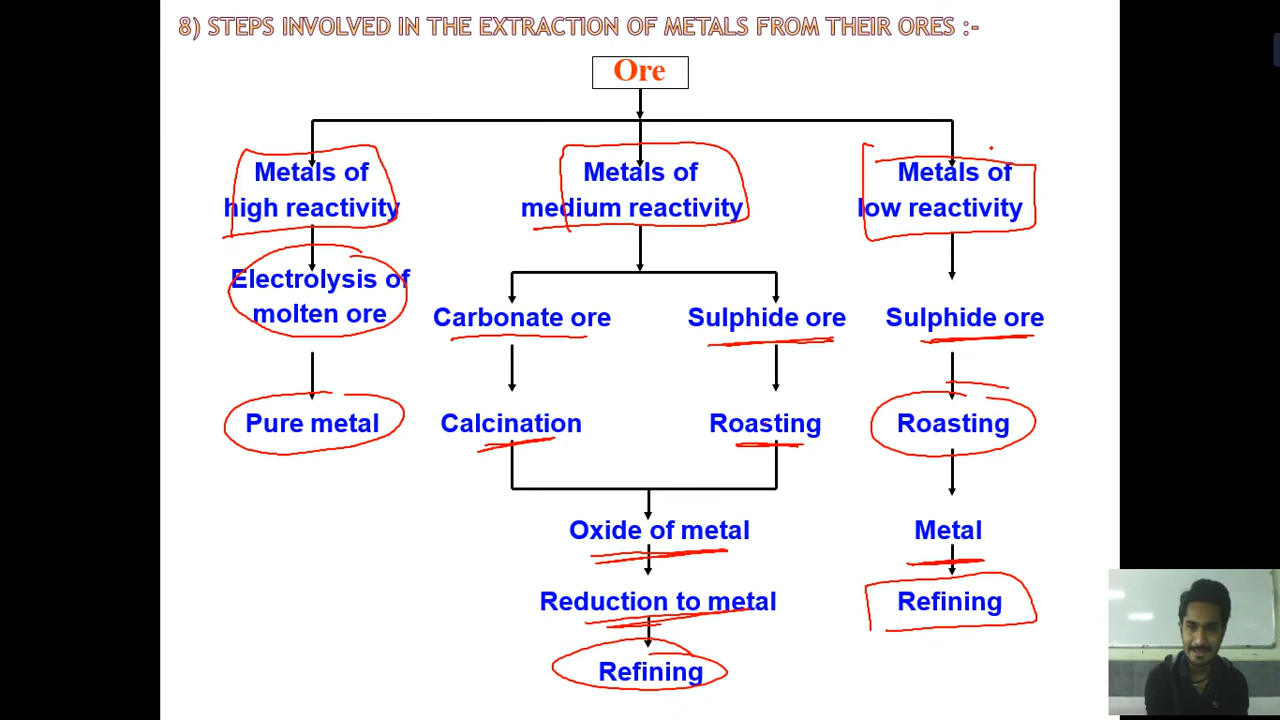 8) STEPS INVOLVED IN THE EXTRACTION OF METALS FROM THEIR ORES :-
Ore
Metals of
high reactivity
Metals of
medium reactivity
Metals of
low reactivity
Electrolysis of
molten ore
Carbonate ore
Sulphide ore
Sulphide ore
Pure metal
Calcination
Roasting
Roasting
Oxide of metal
Metal
Reduction to metal
Refining
Refining